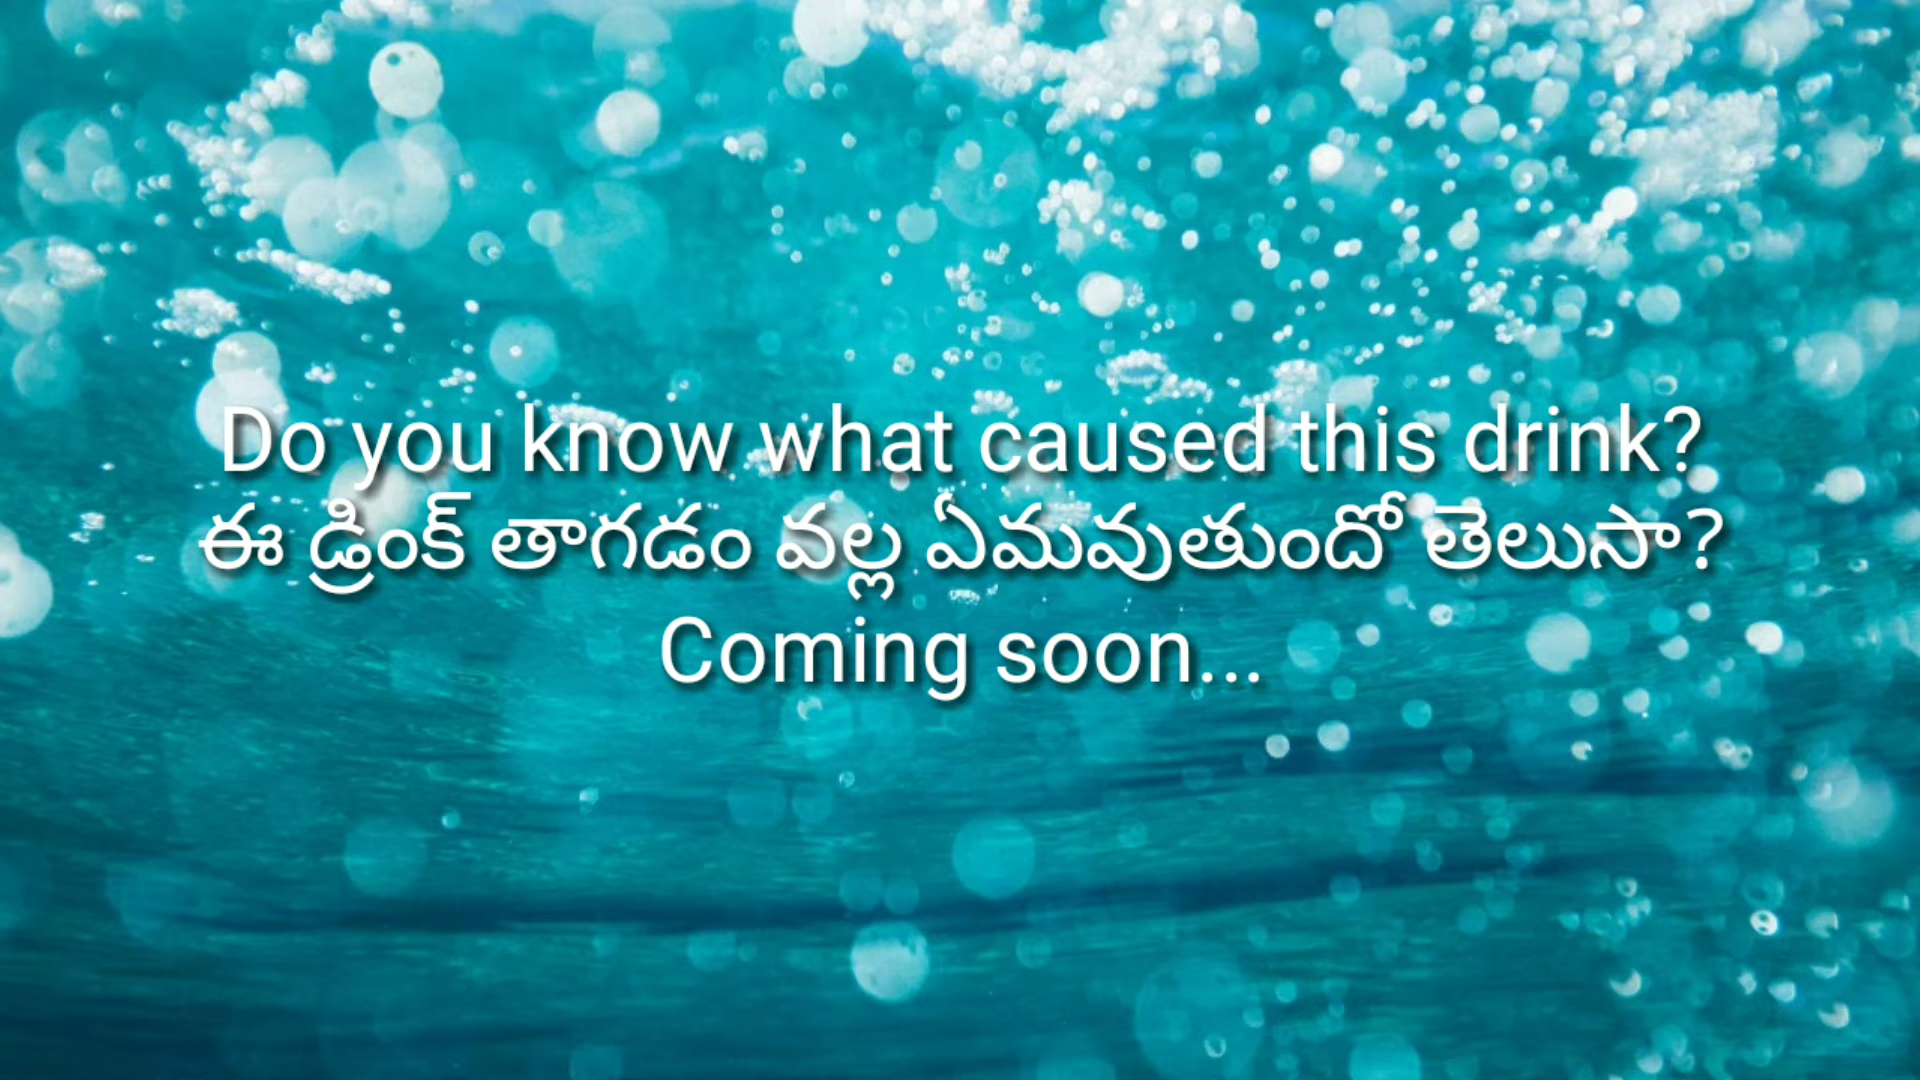 Do you know what caused this drink?
ఈ డ్రింక్ తాగడం వల్ల ఏమవుతుందో తెలుసా?
Coming soon...